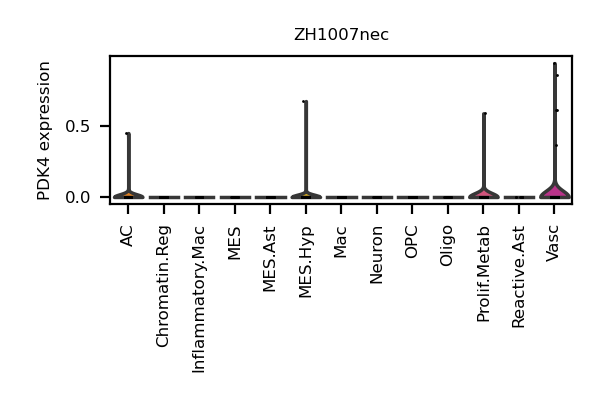 ZH1007nec
PDK4 expression
0.5
0.0
AC
Chromatin.Reg
Inflammatory.Mac
MES
MES.Ast
MES.Hyp
Mac
Neuron
OPC
Oligo
Prolif.Metab
Reactive.Ast
Vasc